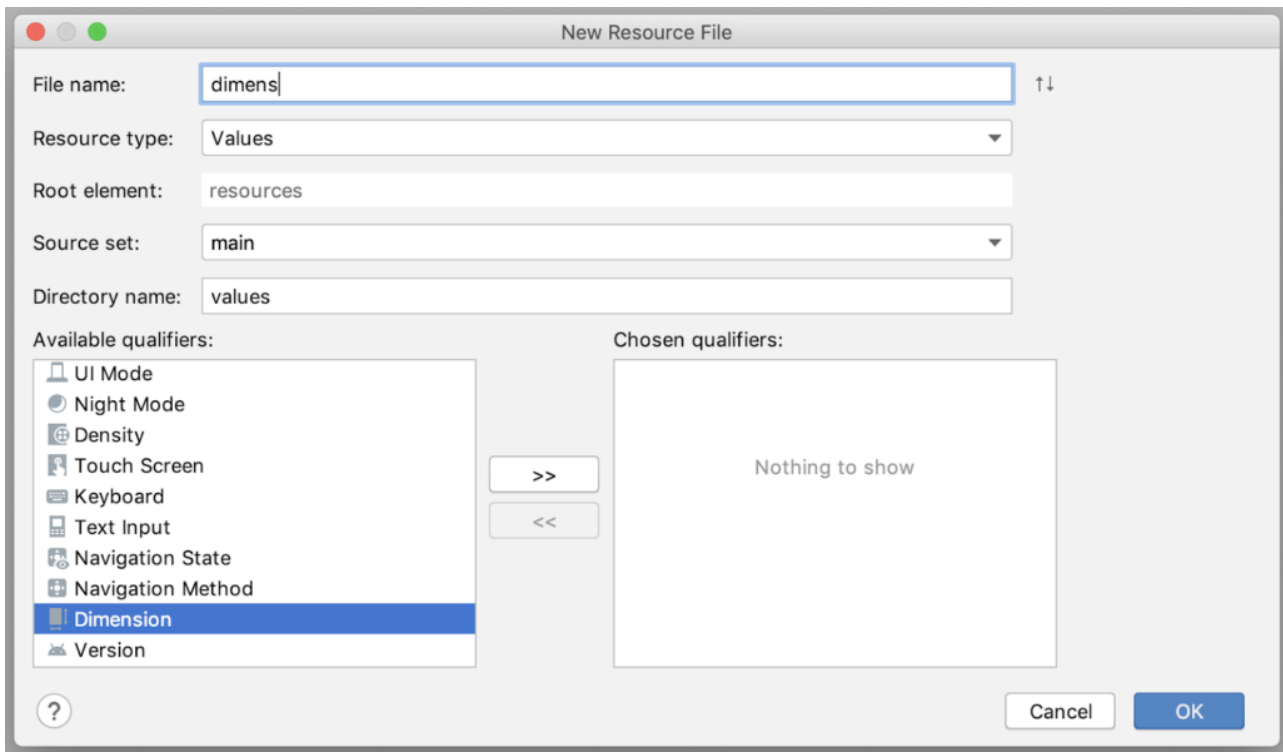 New Resource File
File name: dimens ↑↓
Resource type: Values
Root element: resources
Source set: main
Directory name: values
Available qualifiers:
UI Mode
Night Mode
Density
Touch Screen
Keyboard
Text Input
Navigation State
Navigation Method
Dimension
Version
>>
<<
Chosen qualifiers:
Nothing to show
?
Cancel
OK